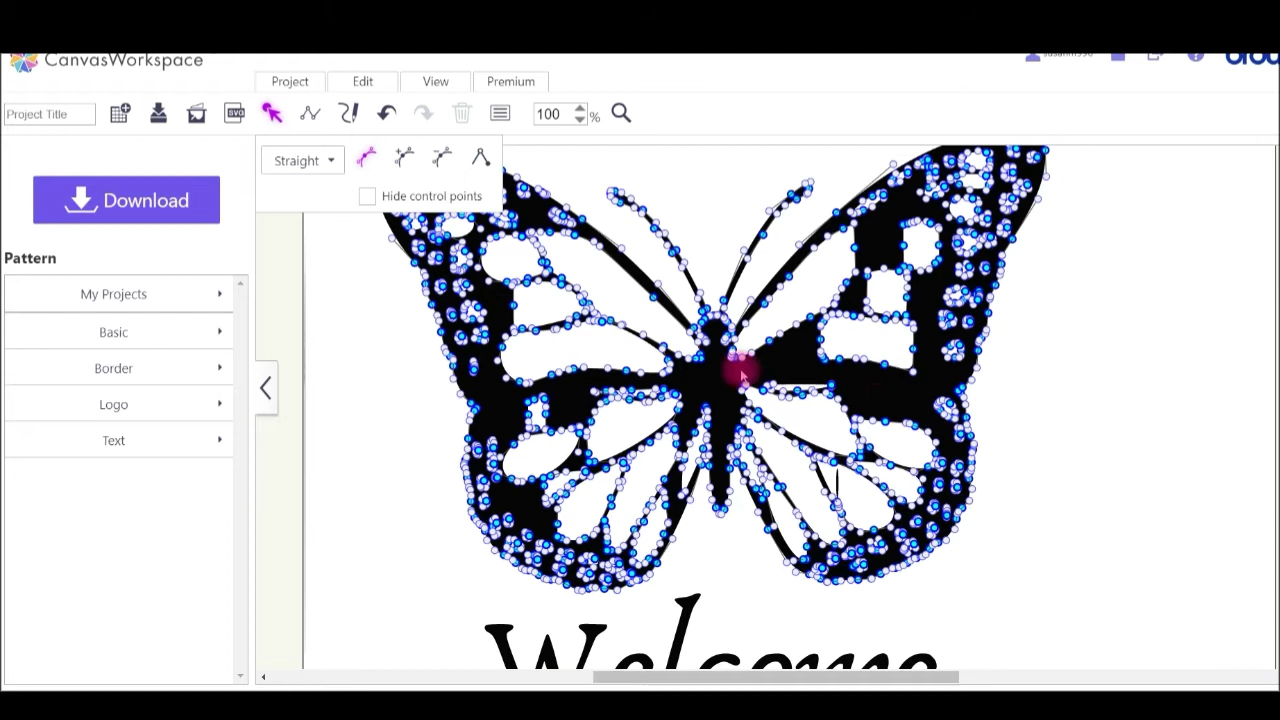 CanvasWorkspace
Project
Edit
View
Premium
Project Title
SVG
100
%
Straight
Hide control points
Download
Pattern
My Projects
Basic
Border
Logo
Text
Welcome